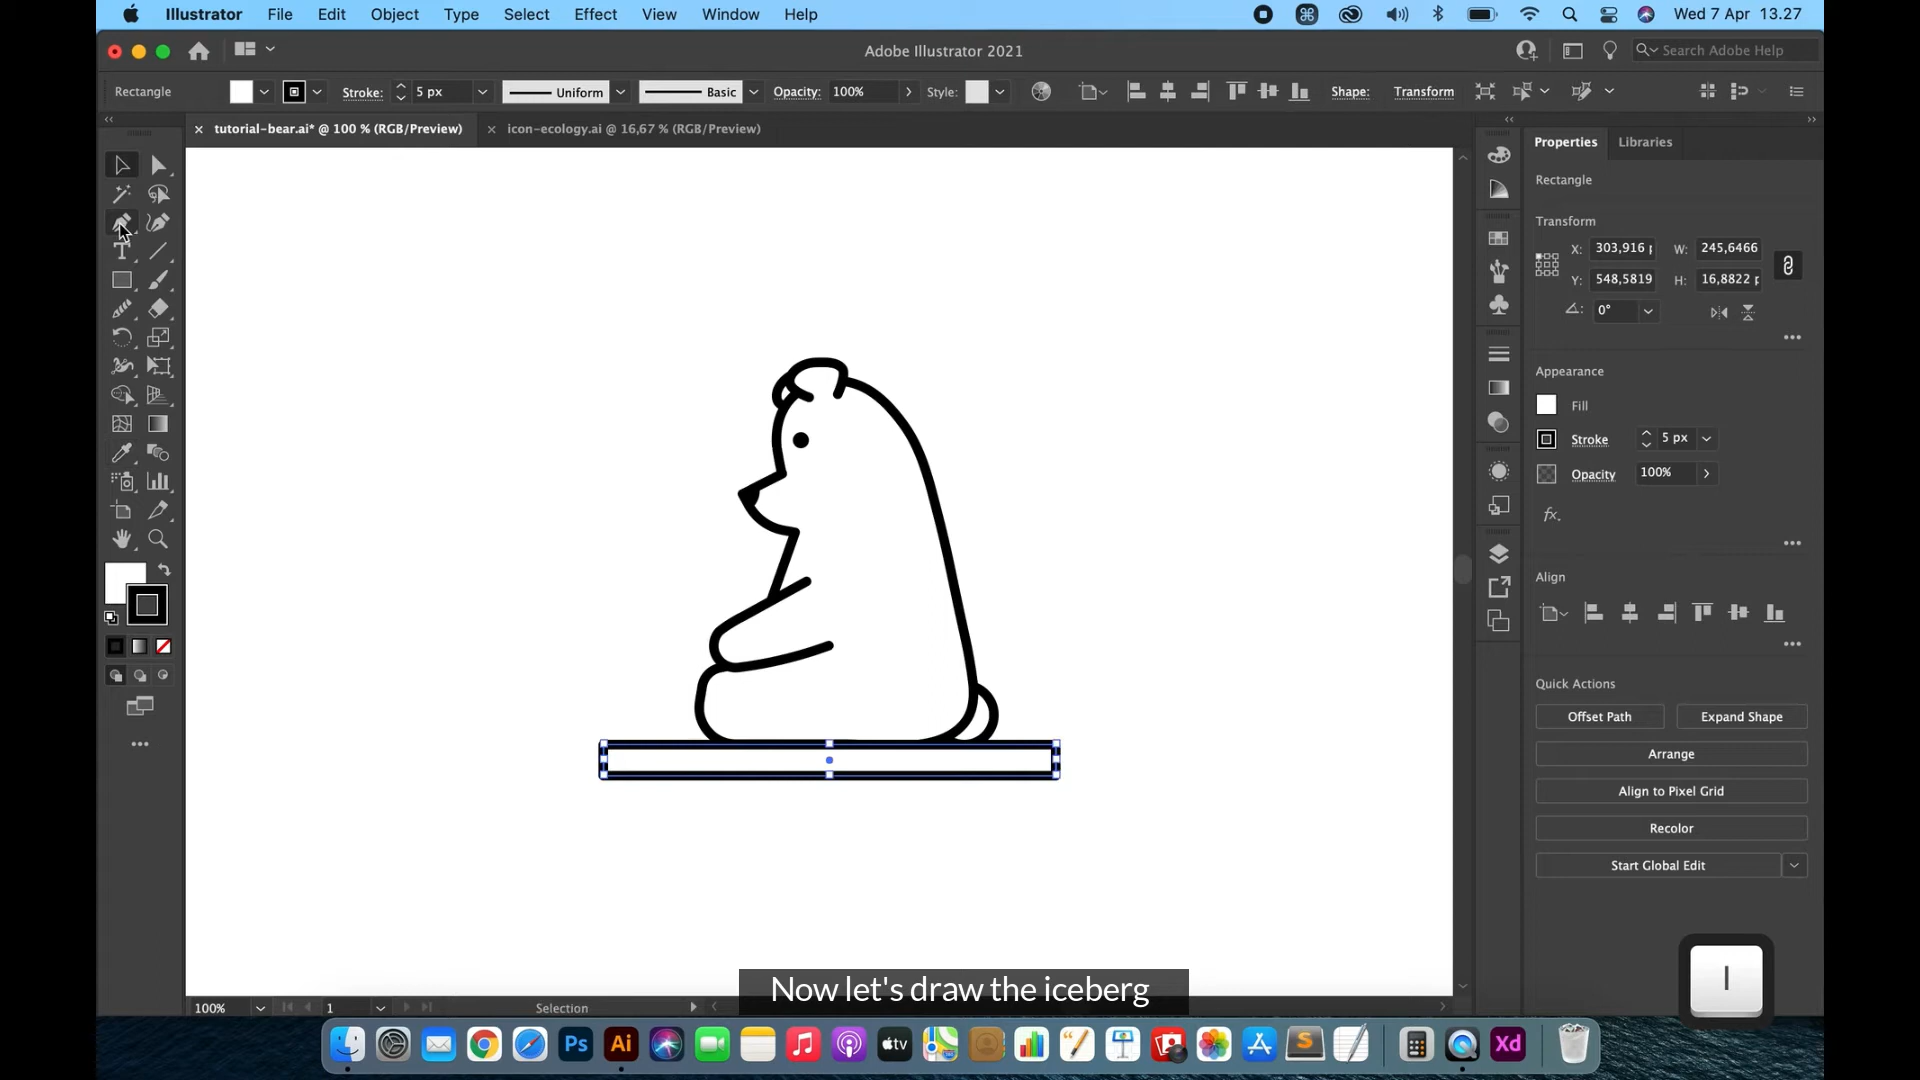 Illustrator File Edit Object Type Select Effect View Window Help Wed 7 Apr 13.27
Adobe Illustrator 2021 Search Adobe Help
Rectangle Stroke: 5 px Uniform Basic Opacity: 100% Style: Shape: Transform
tutorial-bear.ai* @ 100 % (RGB/Preview) icon-ecology.ai @ 16,67 % (RGB/Preview)
Properties Libraries
Rectangle
Transform
X: 303,916 W: 245,6466
Y: 548,5819 H: 16,8822 p
0°
Appearance
Fill
Stroke 5 px
Opacity 100%
fx.
Align
Quick Actions
Offset Path Expand Shape
Arrange
Align to Pixel Grid
Recolor
Start Global Edit
I
Now let's draw the iceberg
100% 1 Selection
Ps Ai tv Xd